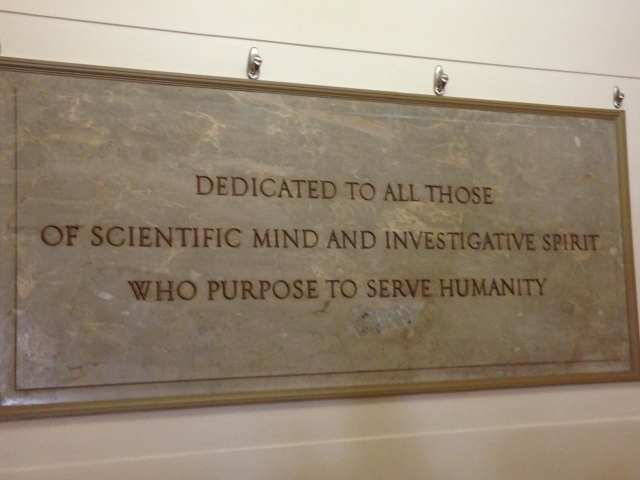 DEDICATED TO ALL THOSE
OF SCIENTIFIC MIND AND INVESTIGATIVE SPIRIT
WHO PURPOSE TO SERVE HUMANITY